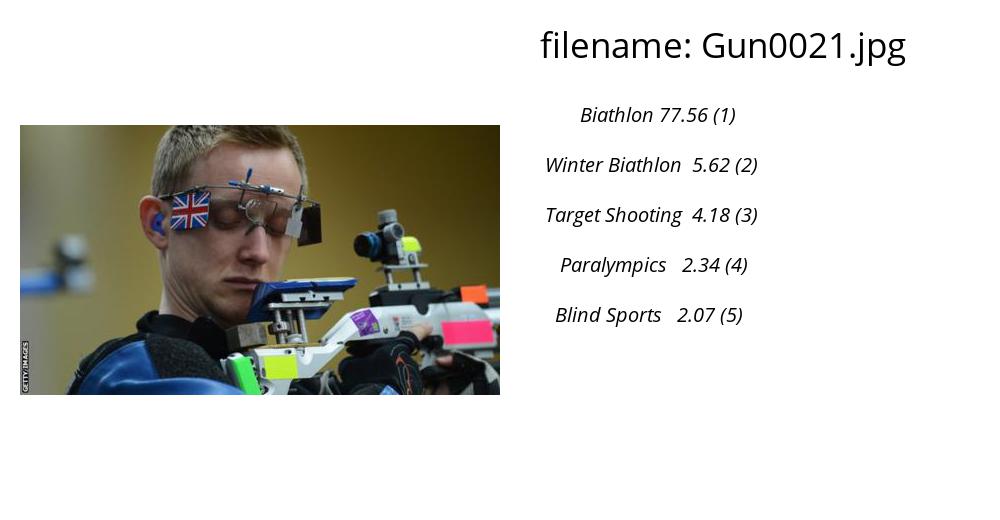 filename: Gun0021.jpg
Biathlon 77.56 (1)
Winter Biathlon 5.62 (2)
Target Shooting 4.18 (3)
Paralympics 2.34 (4)
Blind Sports 2.07 (5)
GETTY IMAGES